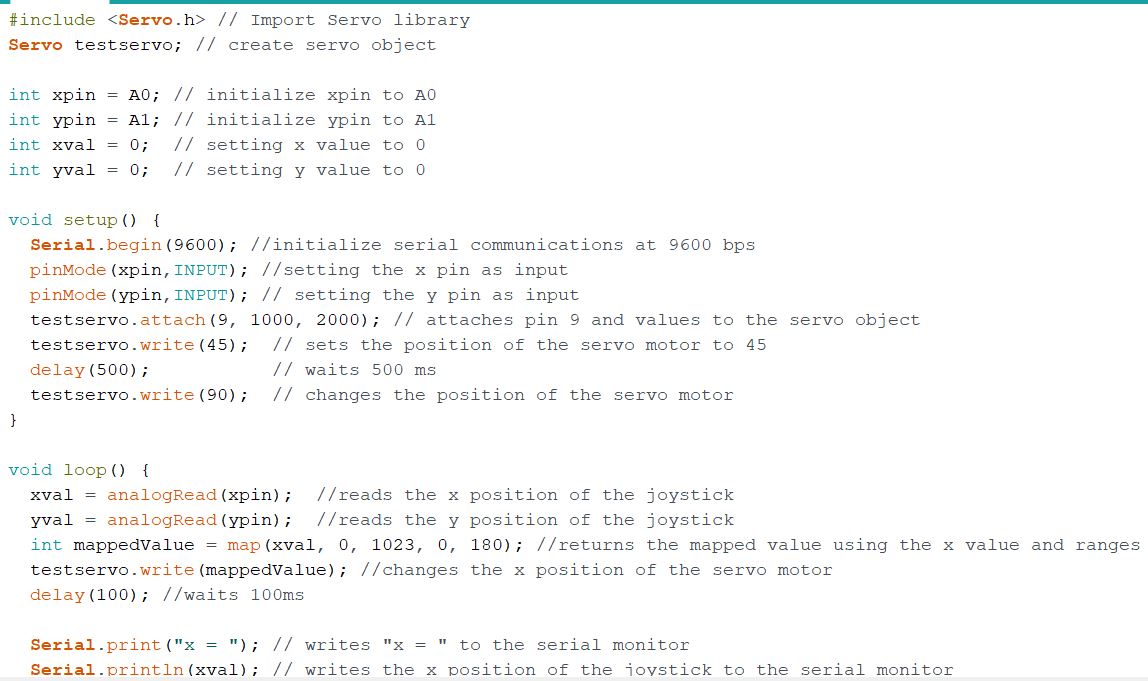 #include <Servo.h> // Import Servo library
Servo testservo; // create servo object
int xpin = A0; // initialize xpin to A0
int ypin = A1; // initialize ypin to A1
int xval = 0;  // setting x value to 0
int yval = 0;  // setting y value to 0
void setup() {
  Serial.begin(9600); //initialize serial communications at 9600 bps
  pinMode(xpin,INPUT); //setting the x pin as input
  pinMode(ypin,INPUT); // setting the y pin as input
  testservo.attach(9, 1000, 2000); // attaches pin 9 and values to the servo object
  testservo.write(45);  // sets the position of the servo motor to 45
  delay(500);           // waits 500 ms
  testservo.write(90);  // changes the position of the servo motor
}
void loop() {
  xval = analogRead(xpin);  //reads the x position of the joystick
  yval = analogRead(ypin);  //reads the y position of the joystick
  int mappedValue = map(xval, 0, 1023, 0, 180); //returns the mapped value using the x value and ranges
  testservo.write(mappedValue); //changes the x position of the servo motor
  delay(100); //waits 100ms
  Serial.print("x = "); // writes "x = " to the serial monitor
  Serial.println(xval); // writes the x position of the joystick to the serial monitor